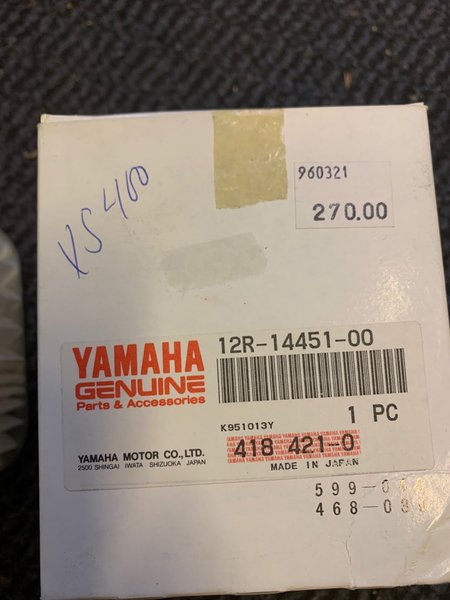 XS 400
960321
270.00
YAMAHA
GENUINE
Parts & Accessories
12R-14451-00
K951013Y
1 PC
YAMAHA MOTOR CO.,LTD.
2500 SHINGAI IWATA SHIZUOKA JAPAN
418 421-0
MADE IN JAPAN